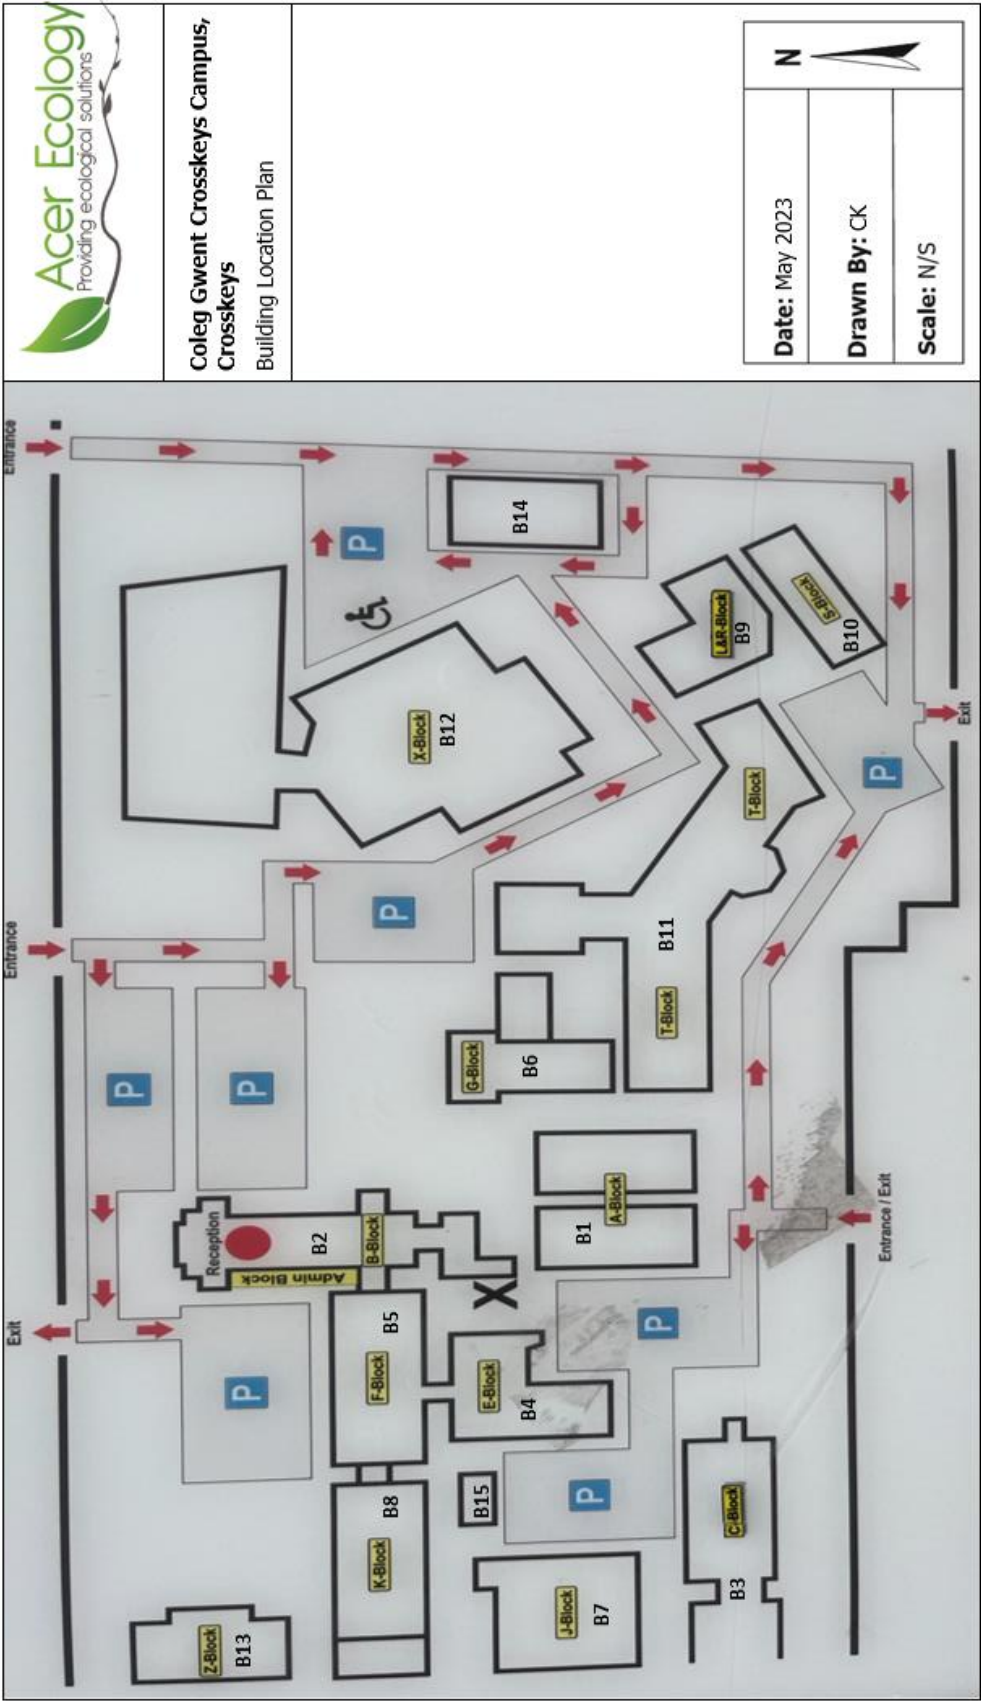 Acer Ecology
Providing ecological solutions
Coleg Gwent Crosskeys Campus,
Crosskeys
Building Location Plan
N
Date: May 2023
Drawn By: CK
Scale: N/S
Entrance
Entrance
Exit
P
B14
X-Block
B12
L&R-Block
B9
S-Block
B10
Exit
P
T-Block
P
B11
T-Block
G-Block
B6
P
P
Reception
B2
Admin Block
B-Block
A-Block
B1
Entrance / Exit
X
P
B5
F-Block
E-Block
B4
P
P
B15
B8
K-Block
C-Block
B3
J-Block
B7
Z-Block
B13